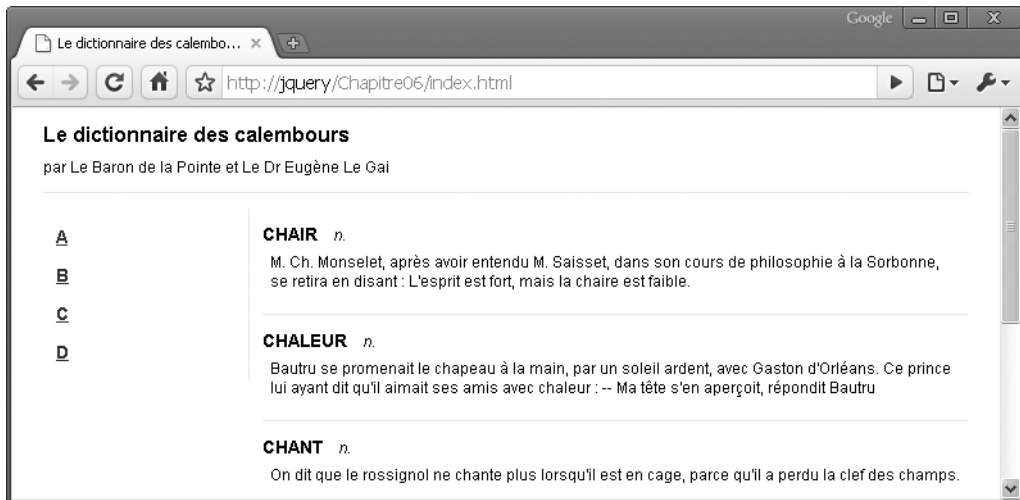 Google
Le dictionnaire des calembo...
http://jquery/Chapitre06/index.html
Le dictionnaire des calembours
par Le Baron de la Pointe et Le Dr Eugène Le Gai
A
B
C
D
CHAIR n.
M. Ch. Monselet, après avoir entendu M. Saisset, dans son cours de philosophie à la Sorbonne,
se retira en disant : L'esprit est fort, mais la chaire est faible.
CHALEUR n.
Bautru se promenait le chapeau à la main, par un soleil ardent, avec Gaston d'Orléans. Ce prince
lui ayant dit qu'il aimait ses amis avec chaleur : -- Ma tête s'en aperçoit, répondit Bautru
CHANT n.
On dit que le rossignol ne chante plus lorsqu'il est en cage, parce qu'il a perdu la clef des champs.